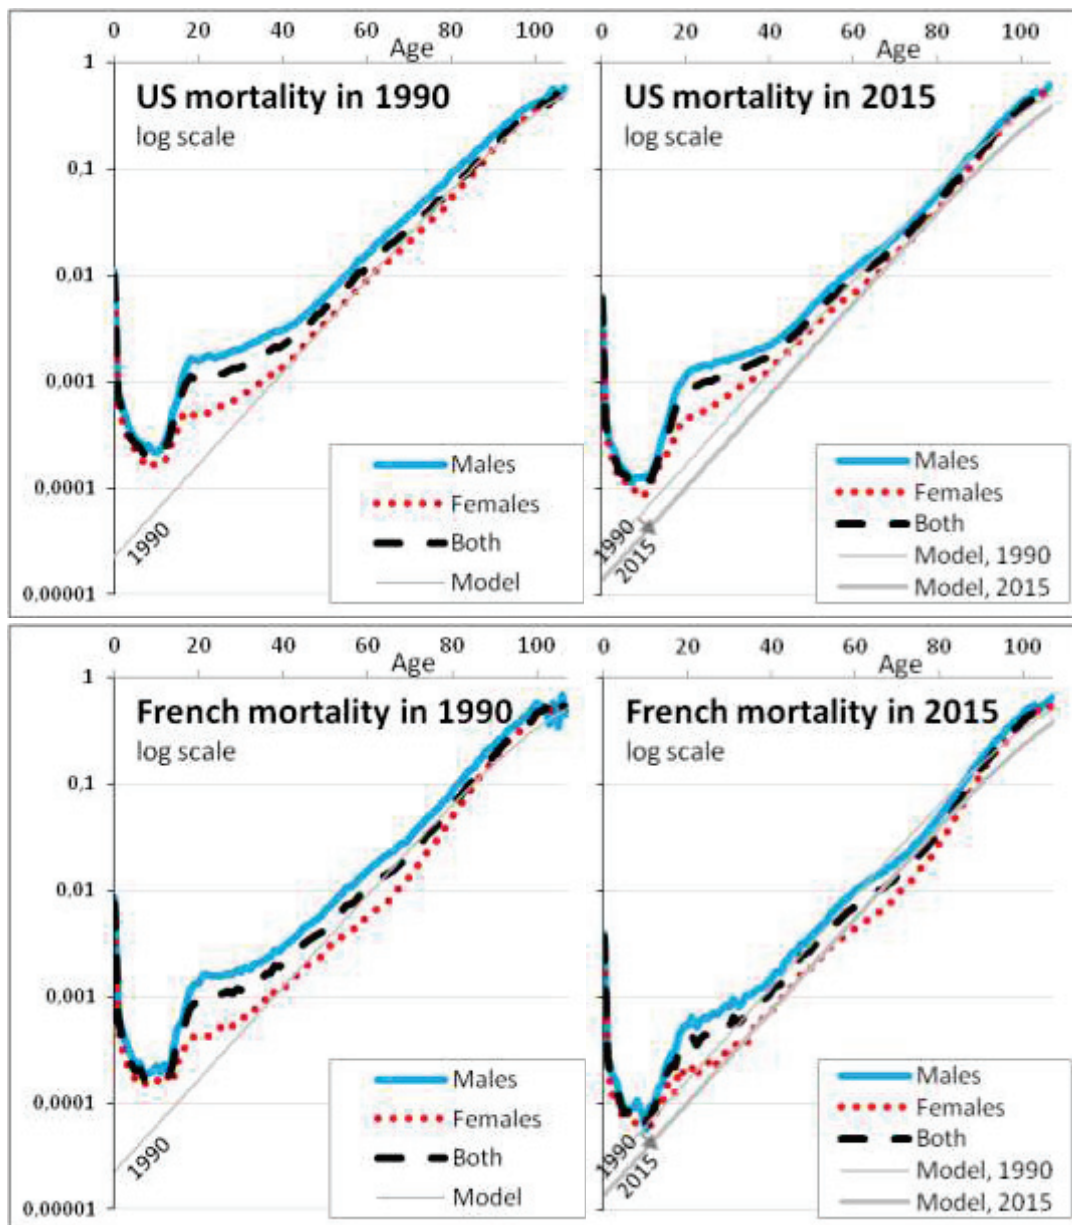 0 20 40 60 80 100
Age
1
US mortality in 1990
log scale
0.1
0,01
0.001
0.0001
0.00001
1990
Males
Females
Both
Model
0 20 40 60 80 100
Age
US mortality in 2015
log scale
1990
2015
Males
Females
Both
Model, 1990
Model, 2015
0 20 40 60 80 100
Age
1
French mortality in 1990
log scale
0.1
0,01
0.001
0.0001
0.00001
1990
Males
Females
Both
Model
0 20 40 60 80 100
Age
French mortality in 2015
log scale
1990
2015
Males
Females
Both
Model, 1990
Model, 2015